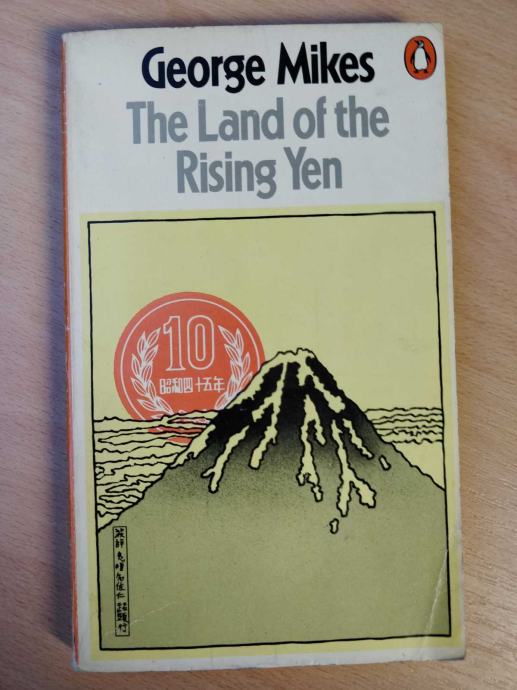 George Mikes
The Land of the
Rising Yen
10
昭和四十五年